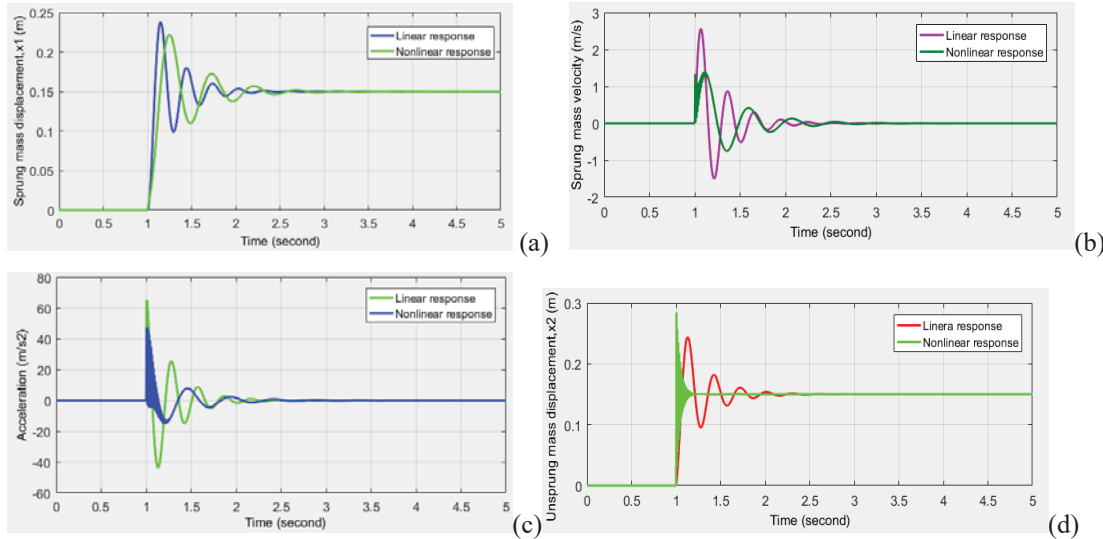 0.25
0.2
0.15
0.1
0.05
0
Sprung mass displacement,x1 (m)
Linear response
Nonlinear response
0 0.5 1 1.5 2 2.5 3 3.5 4 4.5 5
Time (second)
(a)
3
2
1
0
-1
-2
Sprung mass velocity (m/s)
Linear response
Nonlinear response
0 0.5 1 1.5 2 2.5 3 3.5 4 4.5 5
Time (second)
(b)
80
60
40
20
0
-20
-40
-60
Acceleration (m/s2)
Linear response
Nonlinear response
0 0.5 1 1.5 2 2.5 3 3.5 4 4.5 5
Time (second)
(c)
0.3
0.2
0.1
0
Unsprung mass displacement,x2 (m)
Linera response
Nonlinear response
0 0.5 1 1.5 2 2.5 3 3.5 4 4.5 5
Time (second)
(d)